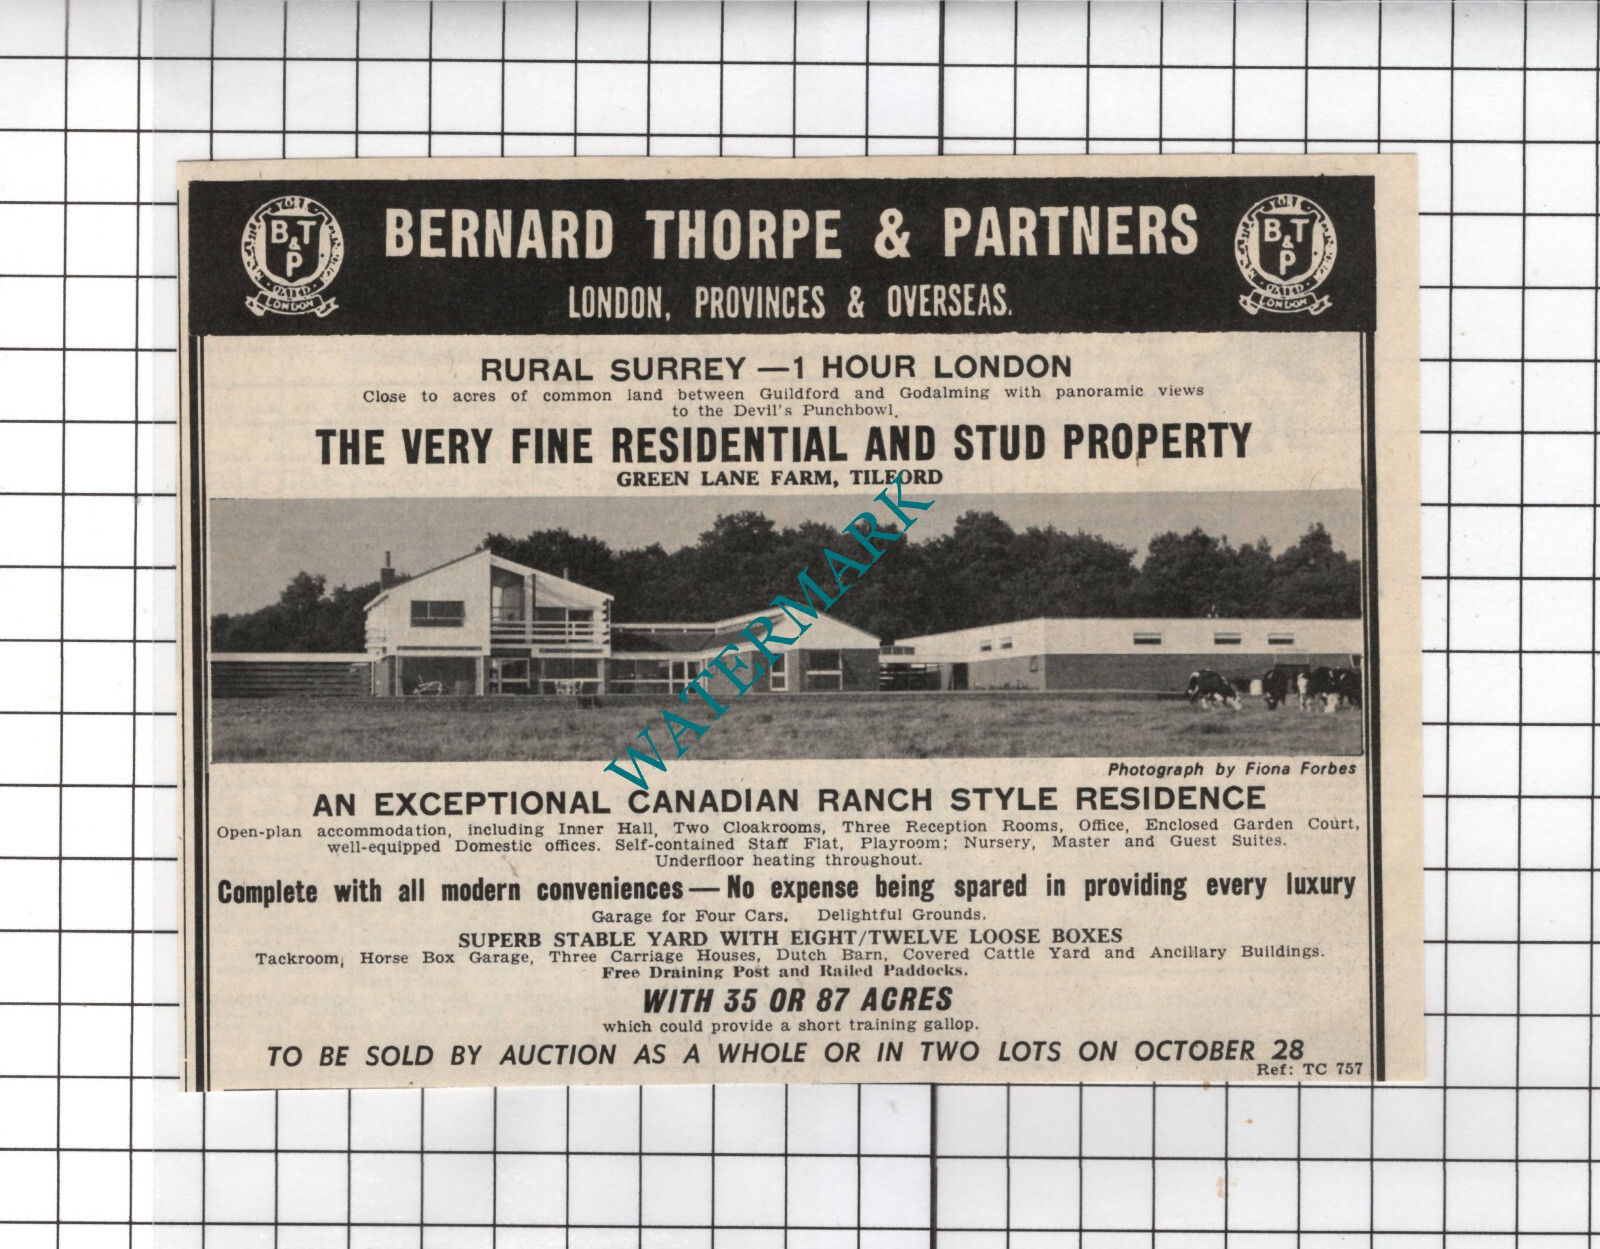 BERNARD THORPE & PARTNERS
LONDON, PROVINCES & OVERSEAS.
YORK
B T
&
P
OXTED
LONDON
YORK
B T
&
P
OXTED
LONDON
RURAL SURREY —1 HOUR LONDON
Close to acres of common land between Guildford and Godalming with panoramic views
to the Devil's Punchbowl.
THE VERY FINE RESIDENTIAL AND STUD PROPERTY
GREEN LANE FARM, TILFORD
WATERMARK
Photograph by Fiona Forbes
AN EXCEPTIONAL CANADIAN RANCH STYLE RESIDENCE
Open-plan accommodation, including Inner Hall, Two Cloakrooms, Three Reception Rooms, Office, Enclosed Garden Court,
well-equipped Domestic offices. Self-contained Staff Flat, Playroom; Nursery, Master and Guest Suites.
Underfloor heating throughout.
Complete with all modern conveniences — No expense being spared in providing every luxury
Garage for Four Cars. Delightful Grounds.
SUPERB STABLE YARD WITH EIGHT/TWELVE LOOSE BOXES
Tackroom, Horse Box Garage, Three Carriage Houses, Dutch Barn, Covered Cattle Yard and Ancillary Buildings.
Free Draining Post and Railed Paddocks.
WITH 35 OR 87 ACRES
which could provide a short training gallop.
TO BE SOLD BY AUCTION AS A WHOLE OR IN TWO LOTS ON OCTOBER 28
Ref: TC 757